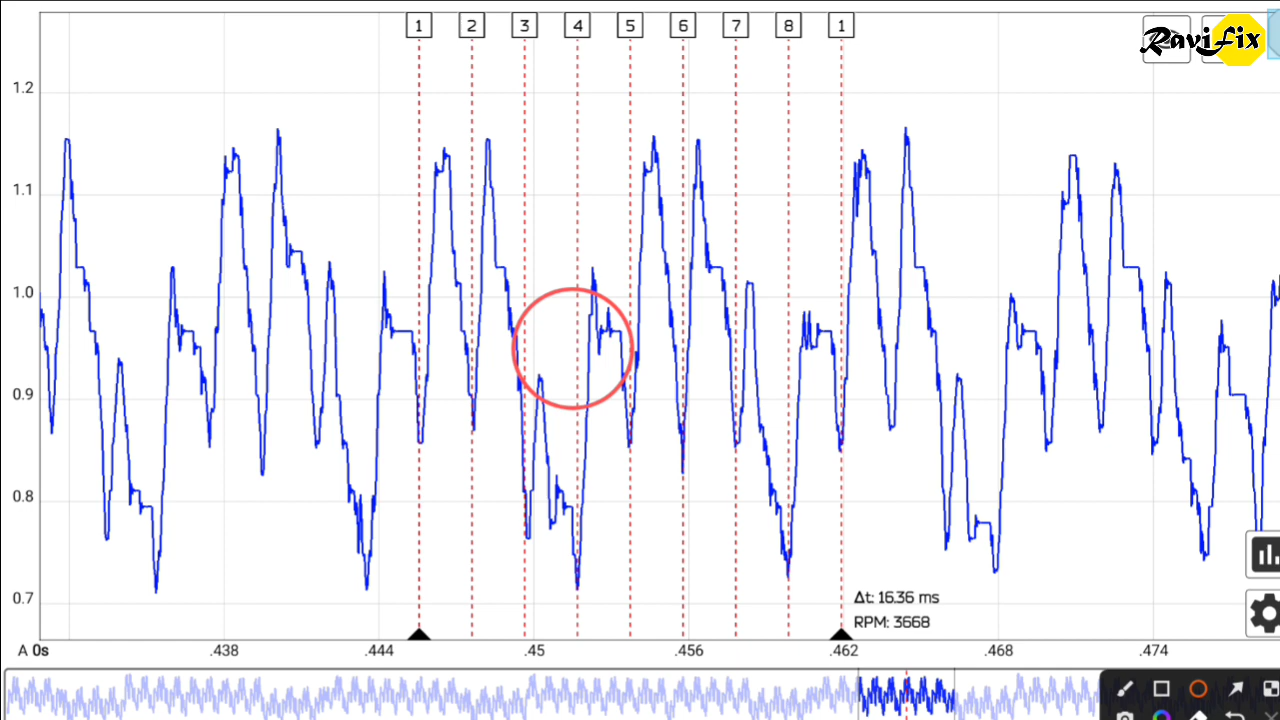 1 2 3 4 5 6 7 8 1
RaviFix
1.2
1.1
1.0
0.9
0.8
0.7
Δt: 16.36 ms
RPM: 3668
A 0s .438 .444 .45 .456 .462 .468 .474